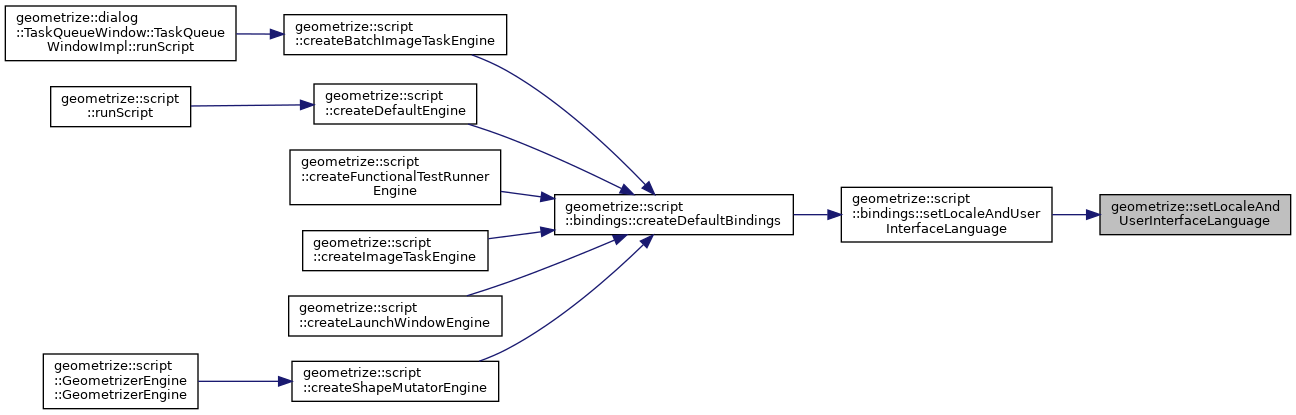 geometrize::dialog
::TaskQueueWindow::TaskQueue
WindowImpl::runScript
geometrize::script
::createBatchImageTaskEngine
geometrize::script
::runScript
geometrize::script
::createDefaultEngine
geometrize::script
::createFunctionalTestRunner
Engine
geometrize::script
::createImageTaskEngine
geometrize::script
::createLaunchWindowEngine
geometrize::script
::GeometrizerEngine
::GeometrizerEngine
geometrize::script
::createShapeMutatorEngine
geometrize::script
::bindings::createDefaultBindings
geometrize::script
::bindings::setLocaleAndUser
InterfaceLanguage
geometrize::setLocaleAnd
UserInterfaceLanguage